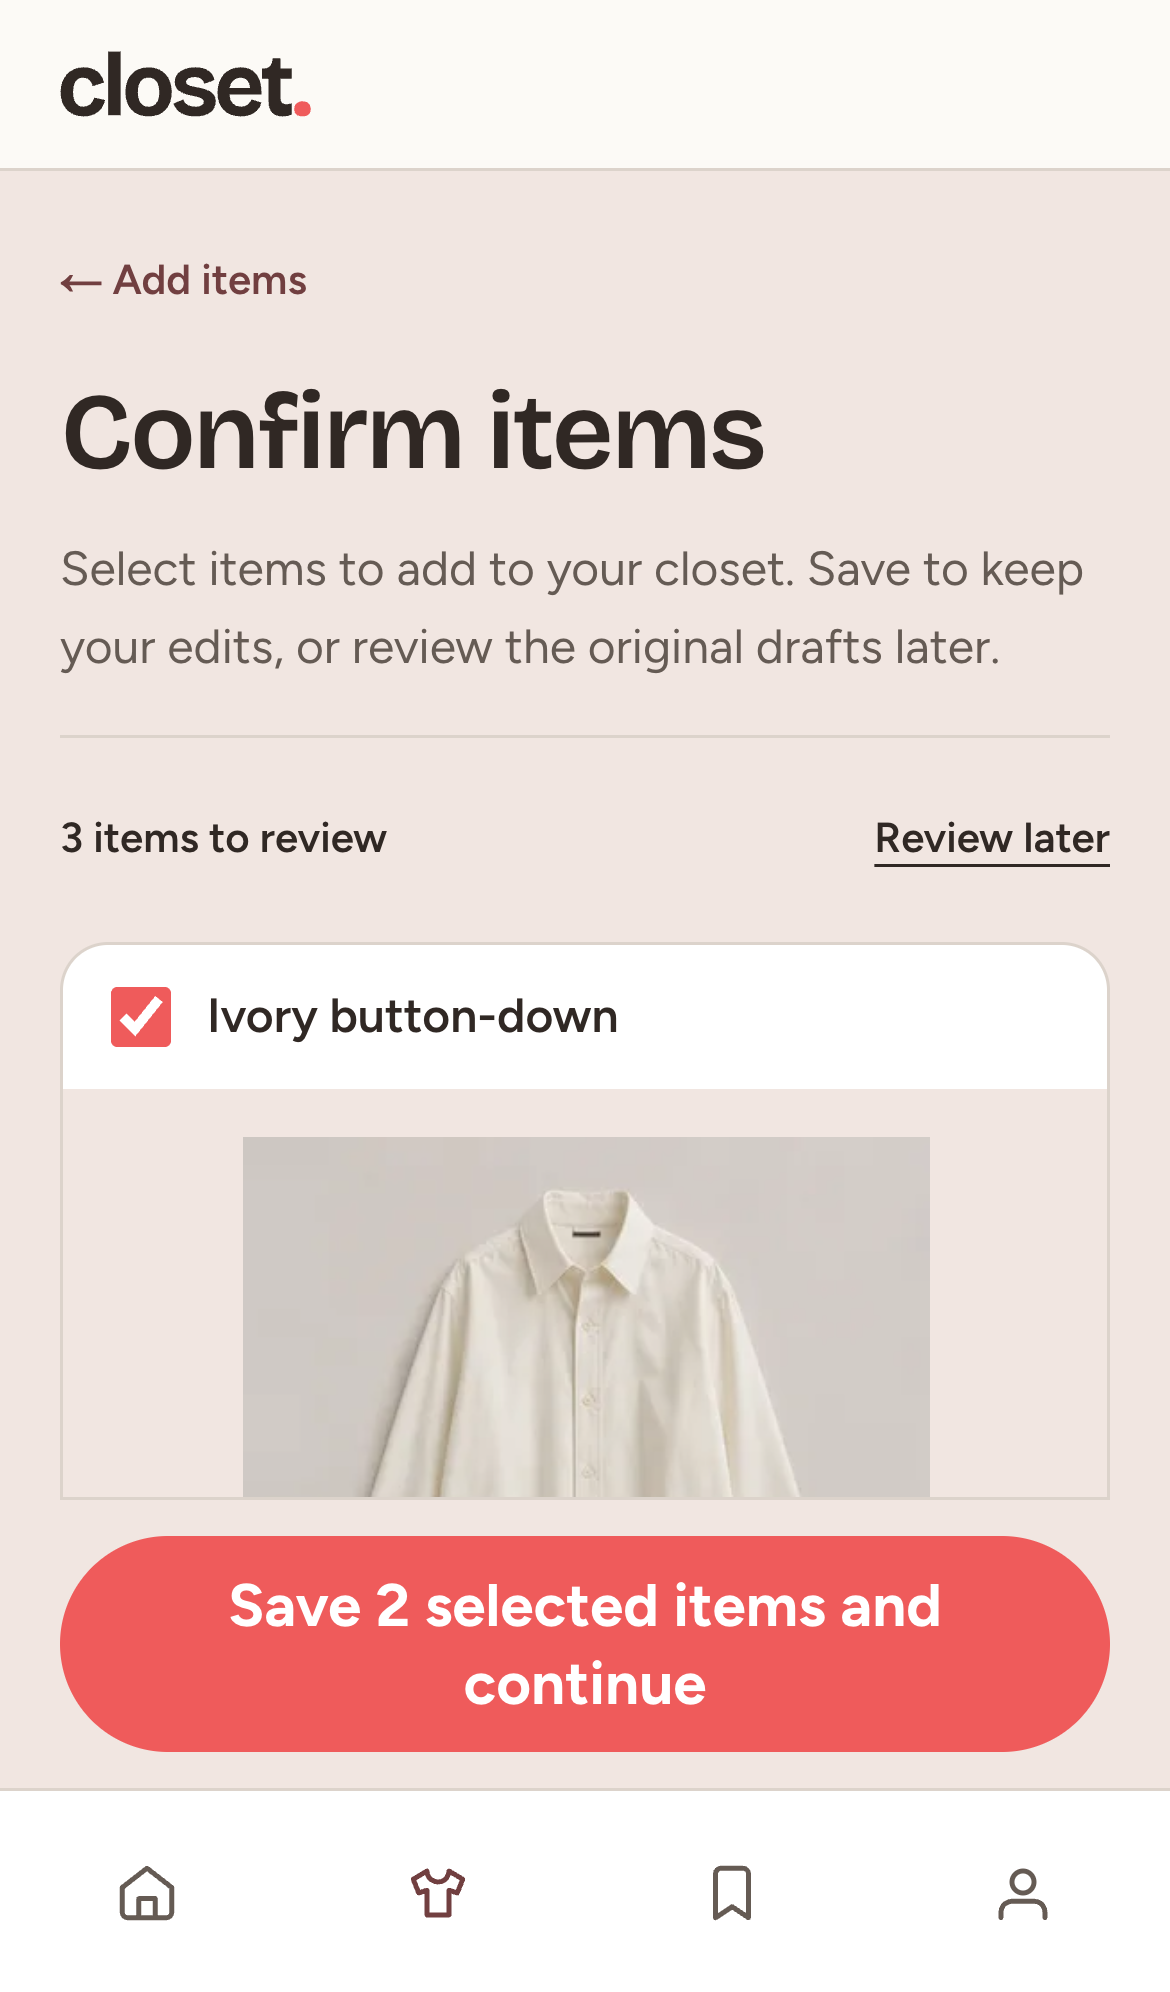 closet.
← Add items
Confirm items
Select items to add to your closet. Save to keep
your edits, or review the original drafts later.
3 items to review
Review later
Ivory button-down
Save 2 selected items and
continue